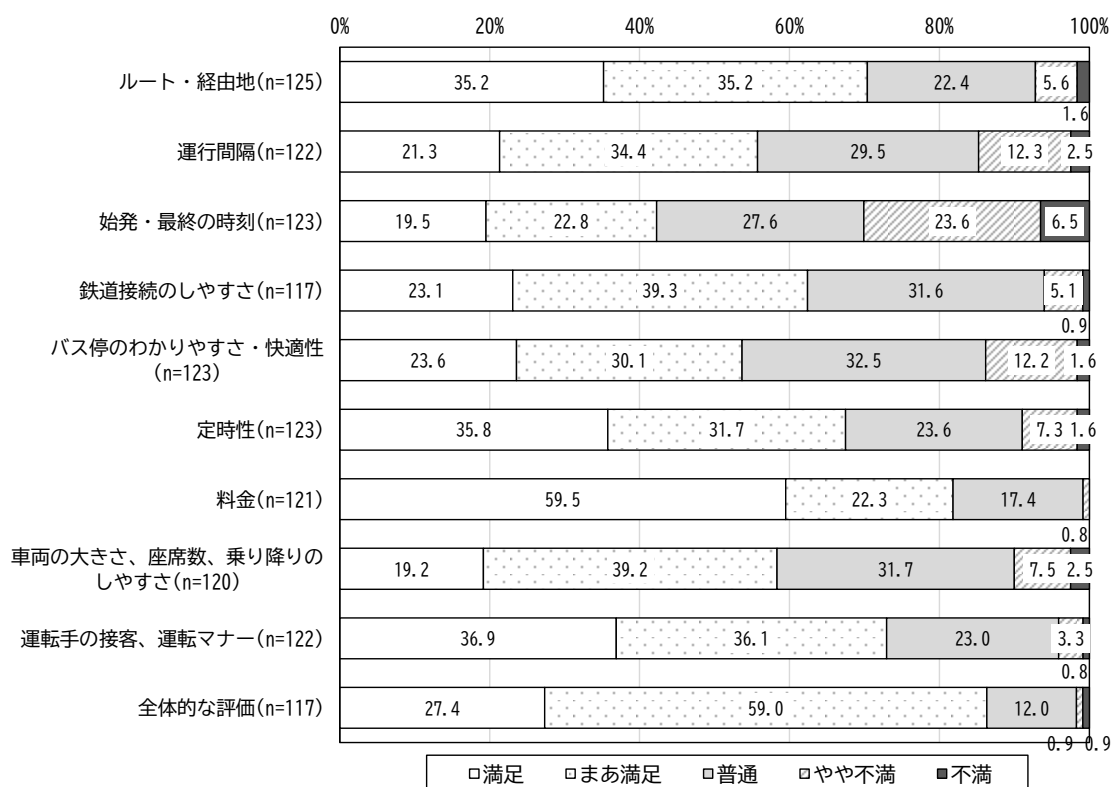 0% 20% 40% 60% 80% 100%
ルート・経由地(n=125) 35.2 35.2 22.4 5.6
1.6
運行間隔(n=122) 21.3 34.4 29.5 12.3 2.5
始発・最終の時刻(n=123) 19.5 22.8 27.6 23.6 6.5
鉄道接続のしやすさ(n=117) 23.1 39.3 31.6 5.1
0.9
バス停のわかりやすさ・快適性
(n=123) 23.6 30.1 32.5 12.2 1.6
定時性(n=123) 35.8 31.7 23.6 7.3 1.6
料金(n=121) 59.5 22.3 17.4
0.8
車両の大きさ、座席数、乗り降りの
しやすさ(n=120) 19.2 39.2 31.7 7.5 2.5
運転手の接客、運転マナー(n=122) 36.9 36.1 23.0 3.3
0.8
全体的な評価(n=117) 27.4 59.0 12.0
0.9 0.9
満足 まあ満足 普通 やや不満 不満